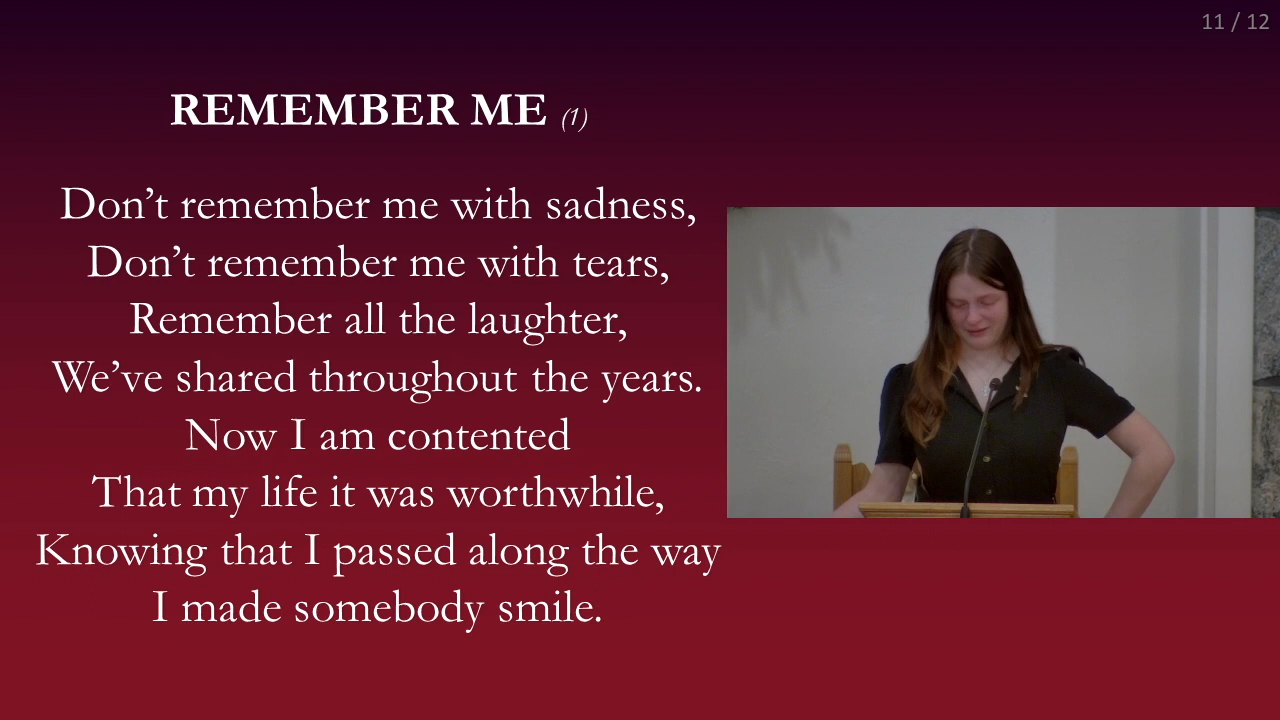 11 / 12
REMEMBER ME (1)
Don’t remember me with sadness,
Don’t remember me with tears,
Remember all the laughter,
We’ve shared throughout the years.
Now I am contented
That my life it was worthwhile,
Knowing that I passed along the way
I made somebody smile.